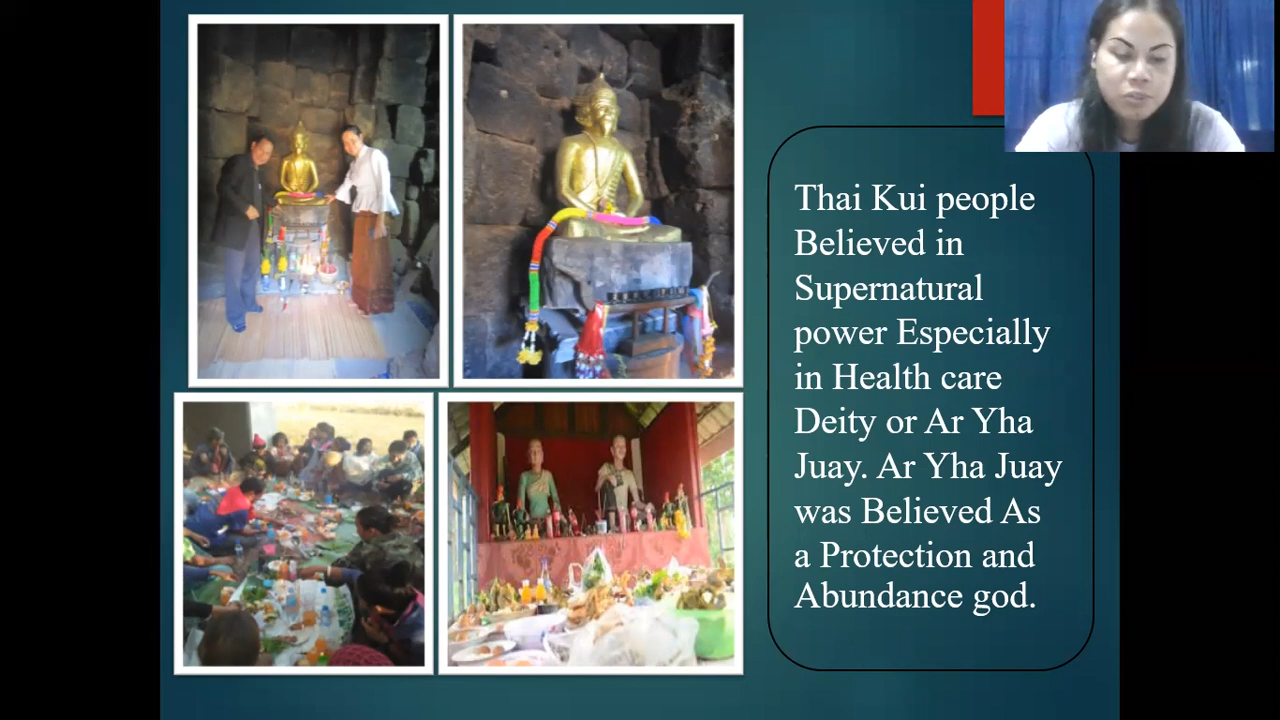 Thai Kui people
Believed in
Supernatural
power Especially
in Health care
Deity or Ar Yha
Juay. Ar Yha Juay
was Believed As
a Protection and
Abundance god.